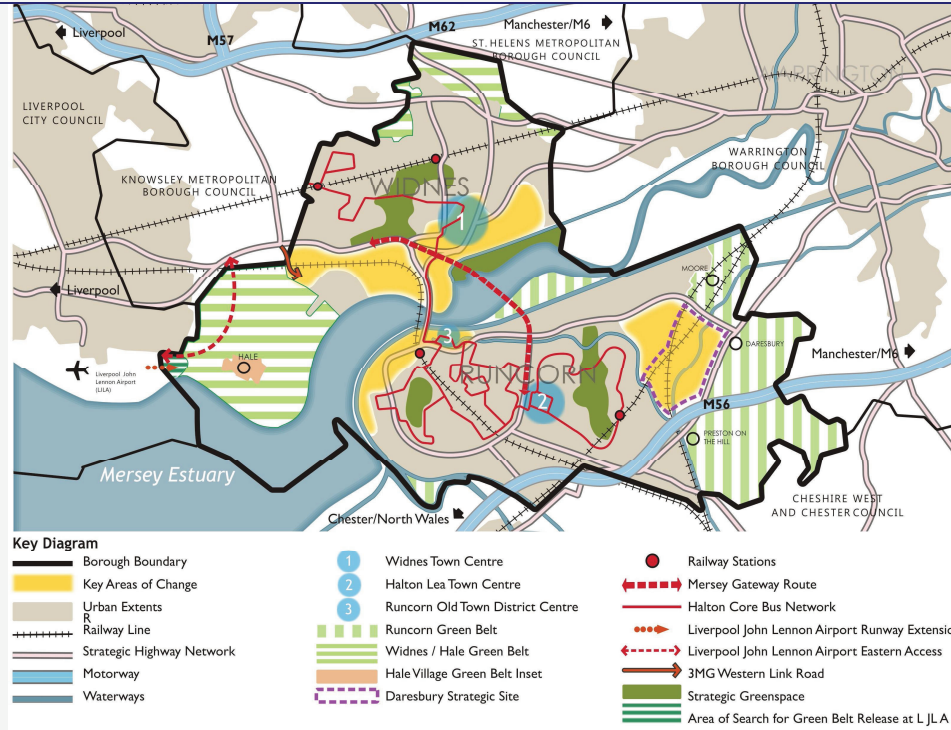 Liverpool
M57
M62
Manchester/M6
ST. HELENS METROPOLITAN
BOROUGH COUNCIL
WARRINGTON
LIVERPOOL
CITY COUNCIL
KNOWSLEY METROPOLITAN
BOROUGH COUNCIL
WARRINGTON
BOROUGH COUNCIL
WIDNES
1
MOORE
Liverpool
3
DARESBURY
HALE
Manchester/M6
Liverpool John
Lennon Airport
(LJLA)
RUNCORN
2
M56
PRESTON ON
THE HILL
Mersey Estuary
CHESHIRE WEST
AND CHESTER COUNCIL
Chester/North Wales
Key Diagram
Borough Boundary
Key Areas of Change
Urban Extents
R
Railway Line
Strategic Highway Network
Motorway
Waterways
1 Widnes Town Centre
2 Halton Lea Town Centre
3 Runcorn Old Town District Centre
Runcorn Green Belt
Widnes / Hale Green Belt
Hale Village Green Belt Inset
Daresbury Strategic Site
Railway Stations
Mersey Gateway Route
Halton Core Bus Network
Liverpool John Lennon Airport Runway Extensio
Liverpool John Lennon Airport Eastern Access
3MG Western Link Road
Strategic Greenspace
Area of Search for Green Belt Release at L JL A